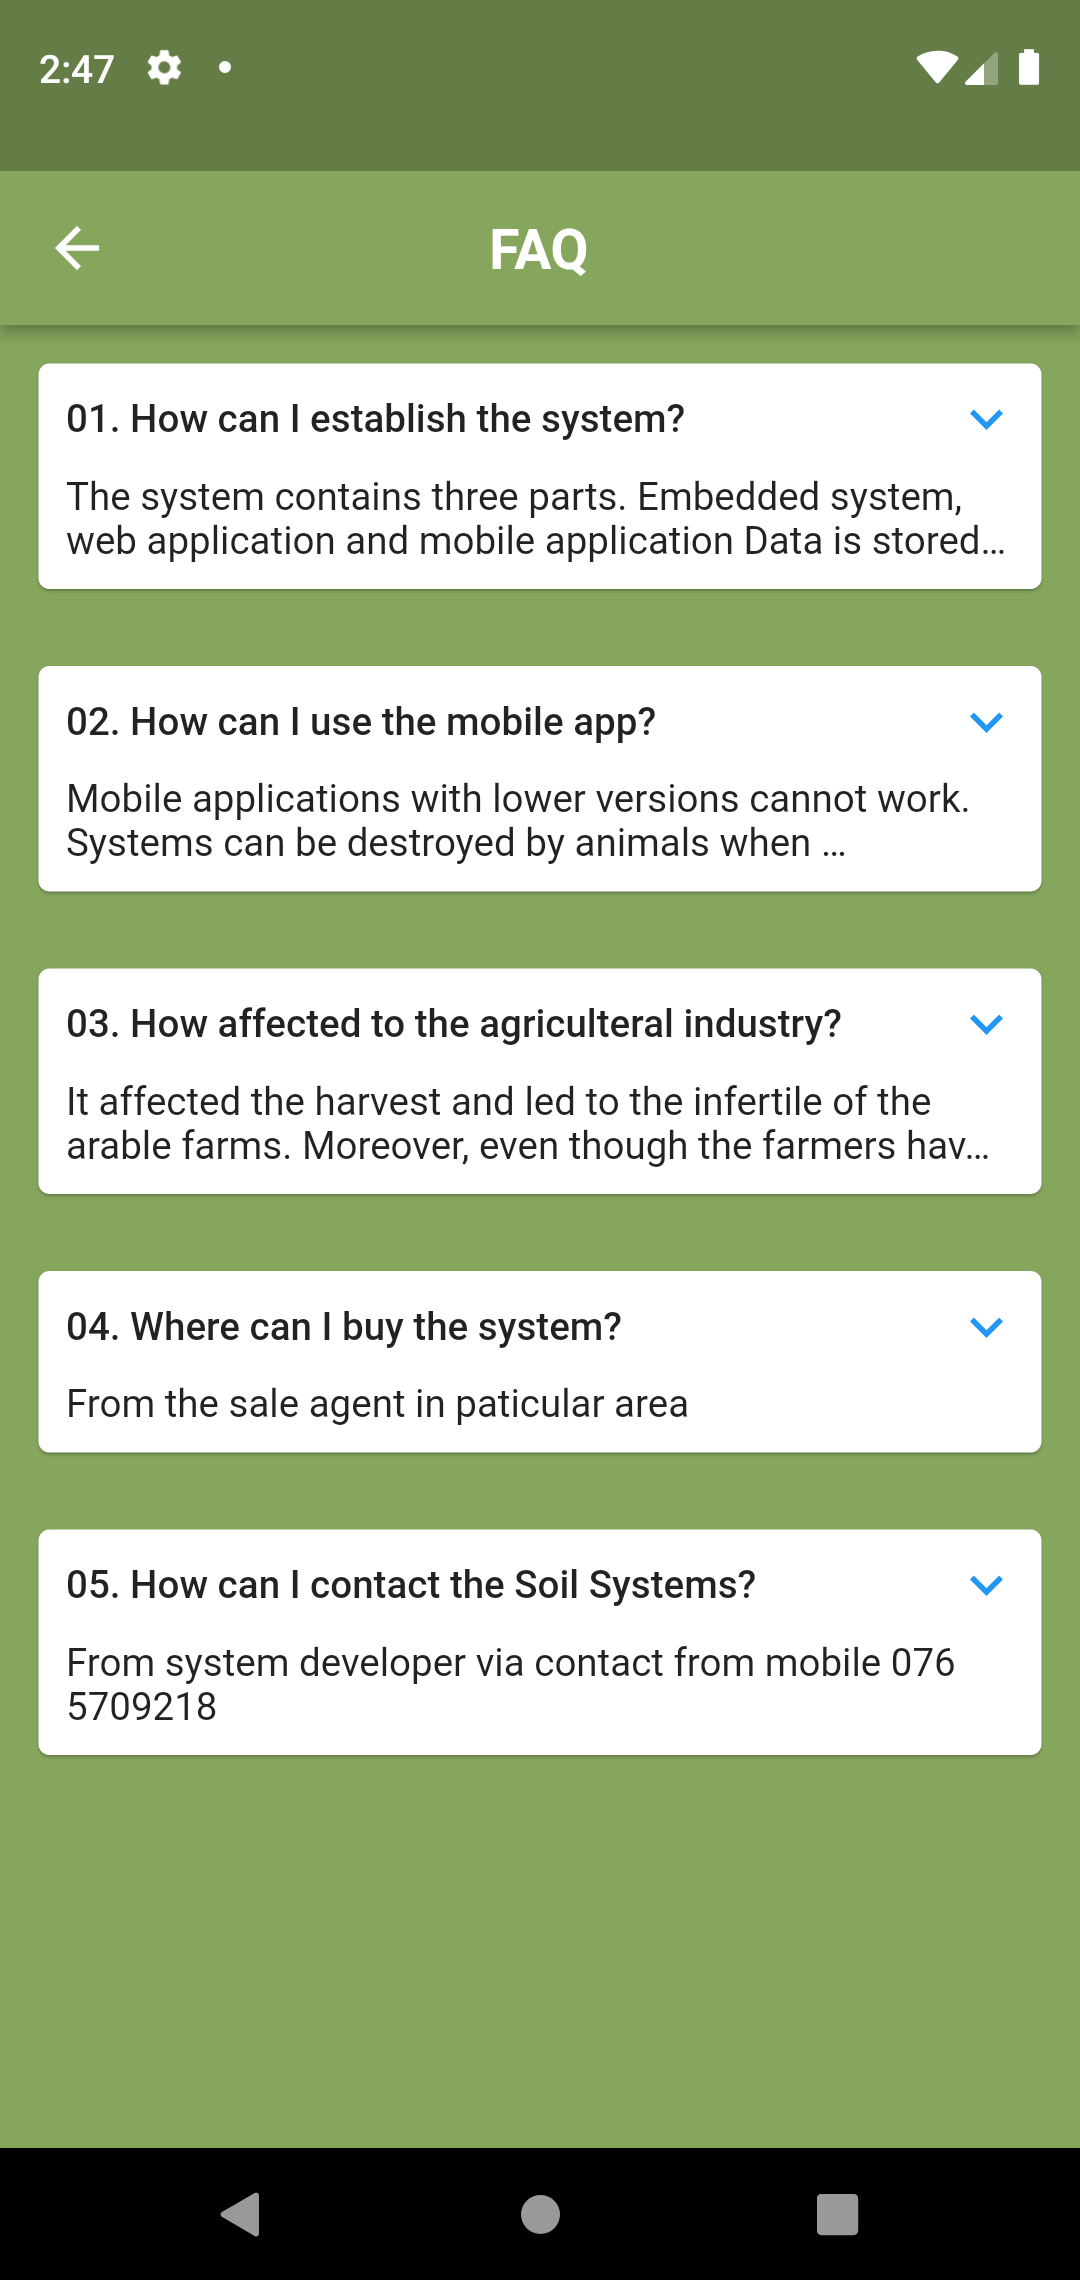 2:47
FAQ
01. How can I establish the system?
The system contains three parts. Embedded system,
web application and mobile application Data is stored...
02. How can I use the mobile app?
Mobile applications with lower versions cannot work.
Systems can be destroyed by animals when ...
03. How affected to the agriculteral industry?
It affected the harvest and led to the infertile of the
arable farms. Moreover, even though the farmers hav...
04. Where can I buy the system?
From the sale agent in paticular area
05. How can I contact the Soil Systems?
From system developer via contact from mobile 076
5709218